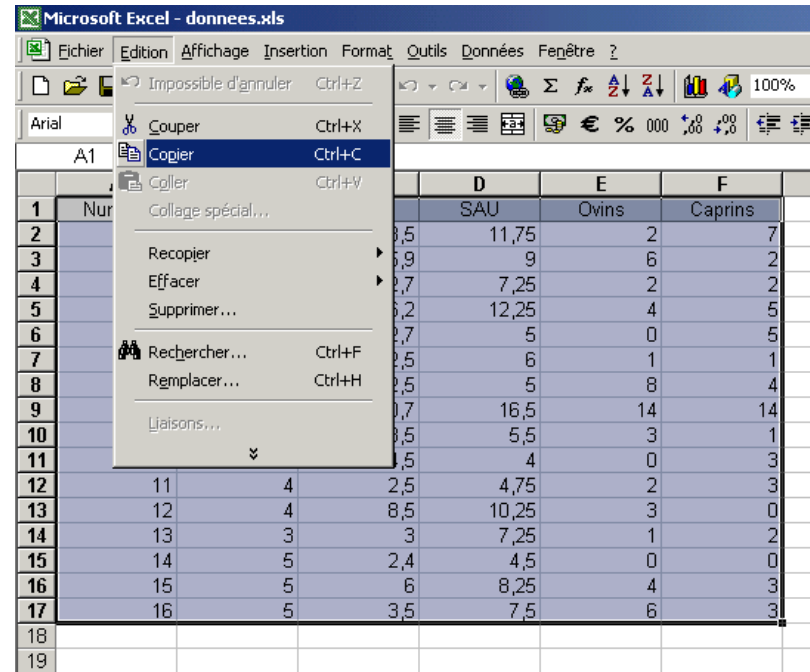 Microsoft Excel - donnees.xls
Fichier Edition Affichage Insertion Format Outils Données Fenêtre ?
Impossible d'annuler Ctrl+Z
Σ fx 100%
Arial
Couper Ctrl+X
€ % 000
A1
Copier Ctrl+C
Coller Ctrl+V
D E F
Collage spécial...
1 SAU Ovins Caprins
2 11,75 2 7
Recopier
3 9 6 2
Effacer
4 7,25 2 2
Supprimer...
5 12,25 4 5
6 5 0 5
Rechercher... Ctrl+F
7 6 1 1
Remplacer... Ctrl+H
8 5 8 4
9 16,5 14 14
Liaisons...
10 5,5 3 1
11 4 0 3
12 11 4 2,5 4,75 2 3
13 12 4 8,5 10,25 3 0
14 13 3 3 7,25 1 2
15 14 5 2,4 4,5 0 0
16 15 5 6 8,25 4 3
17 16 5 3,5 7,5 6 3
18
19